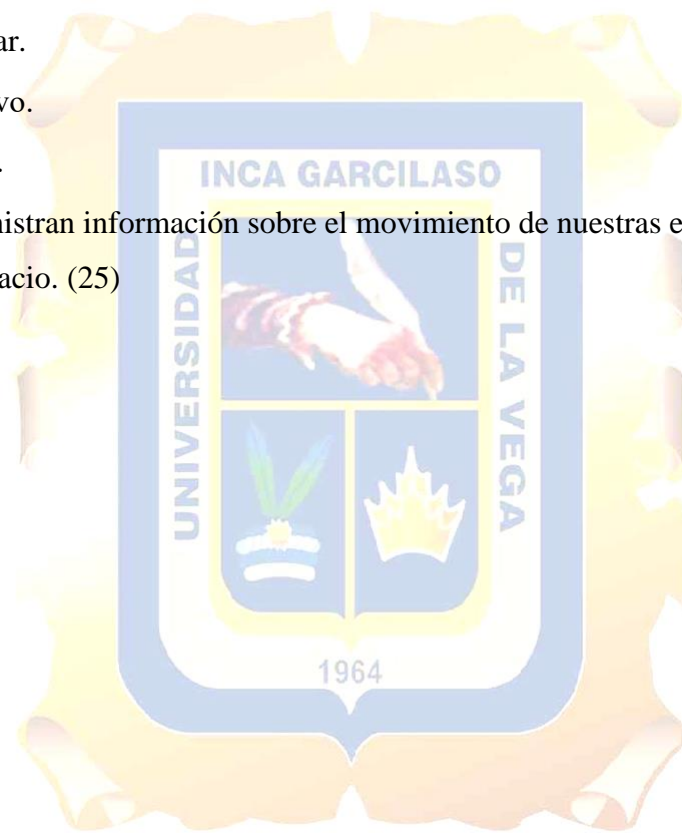 ar.
vo.
.
nistran información sobre el movimiento de nuestras e
acio. (25)
INCA GARCILASO
UNIVERSIDAD
DE LA VEGA
1964